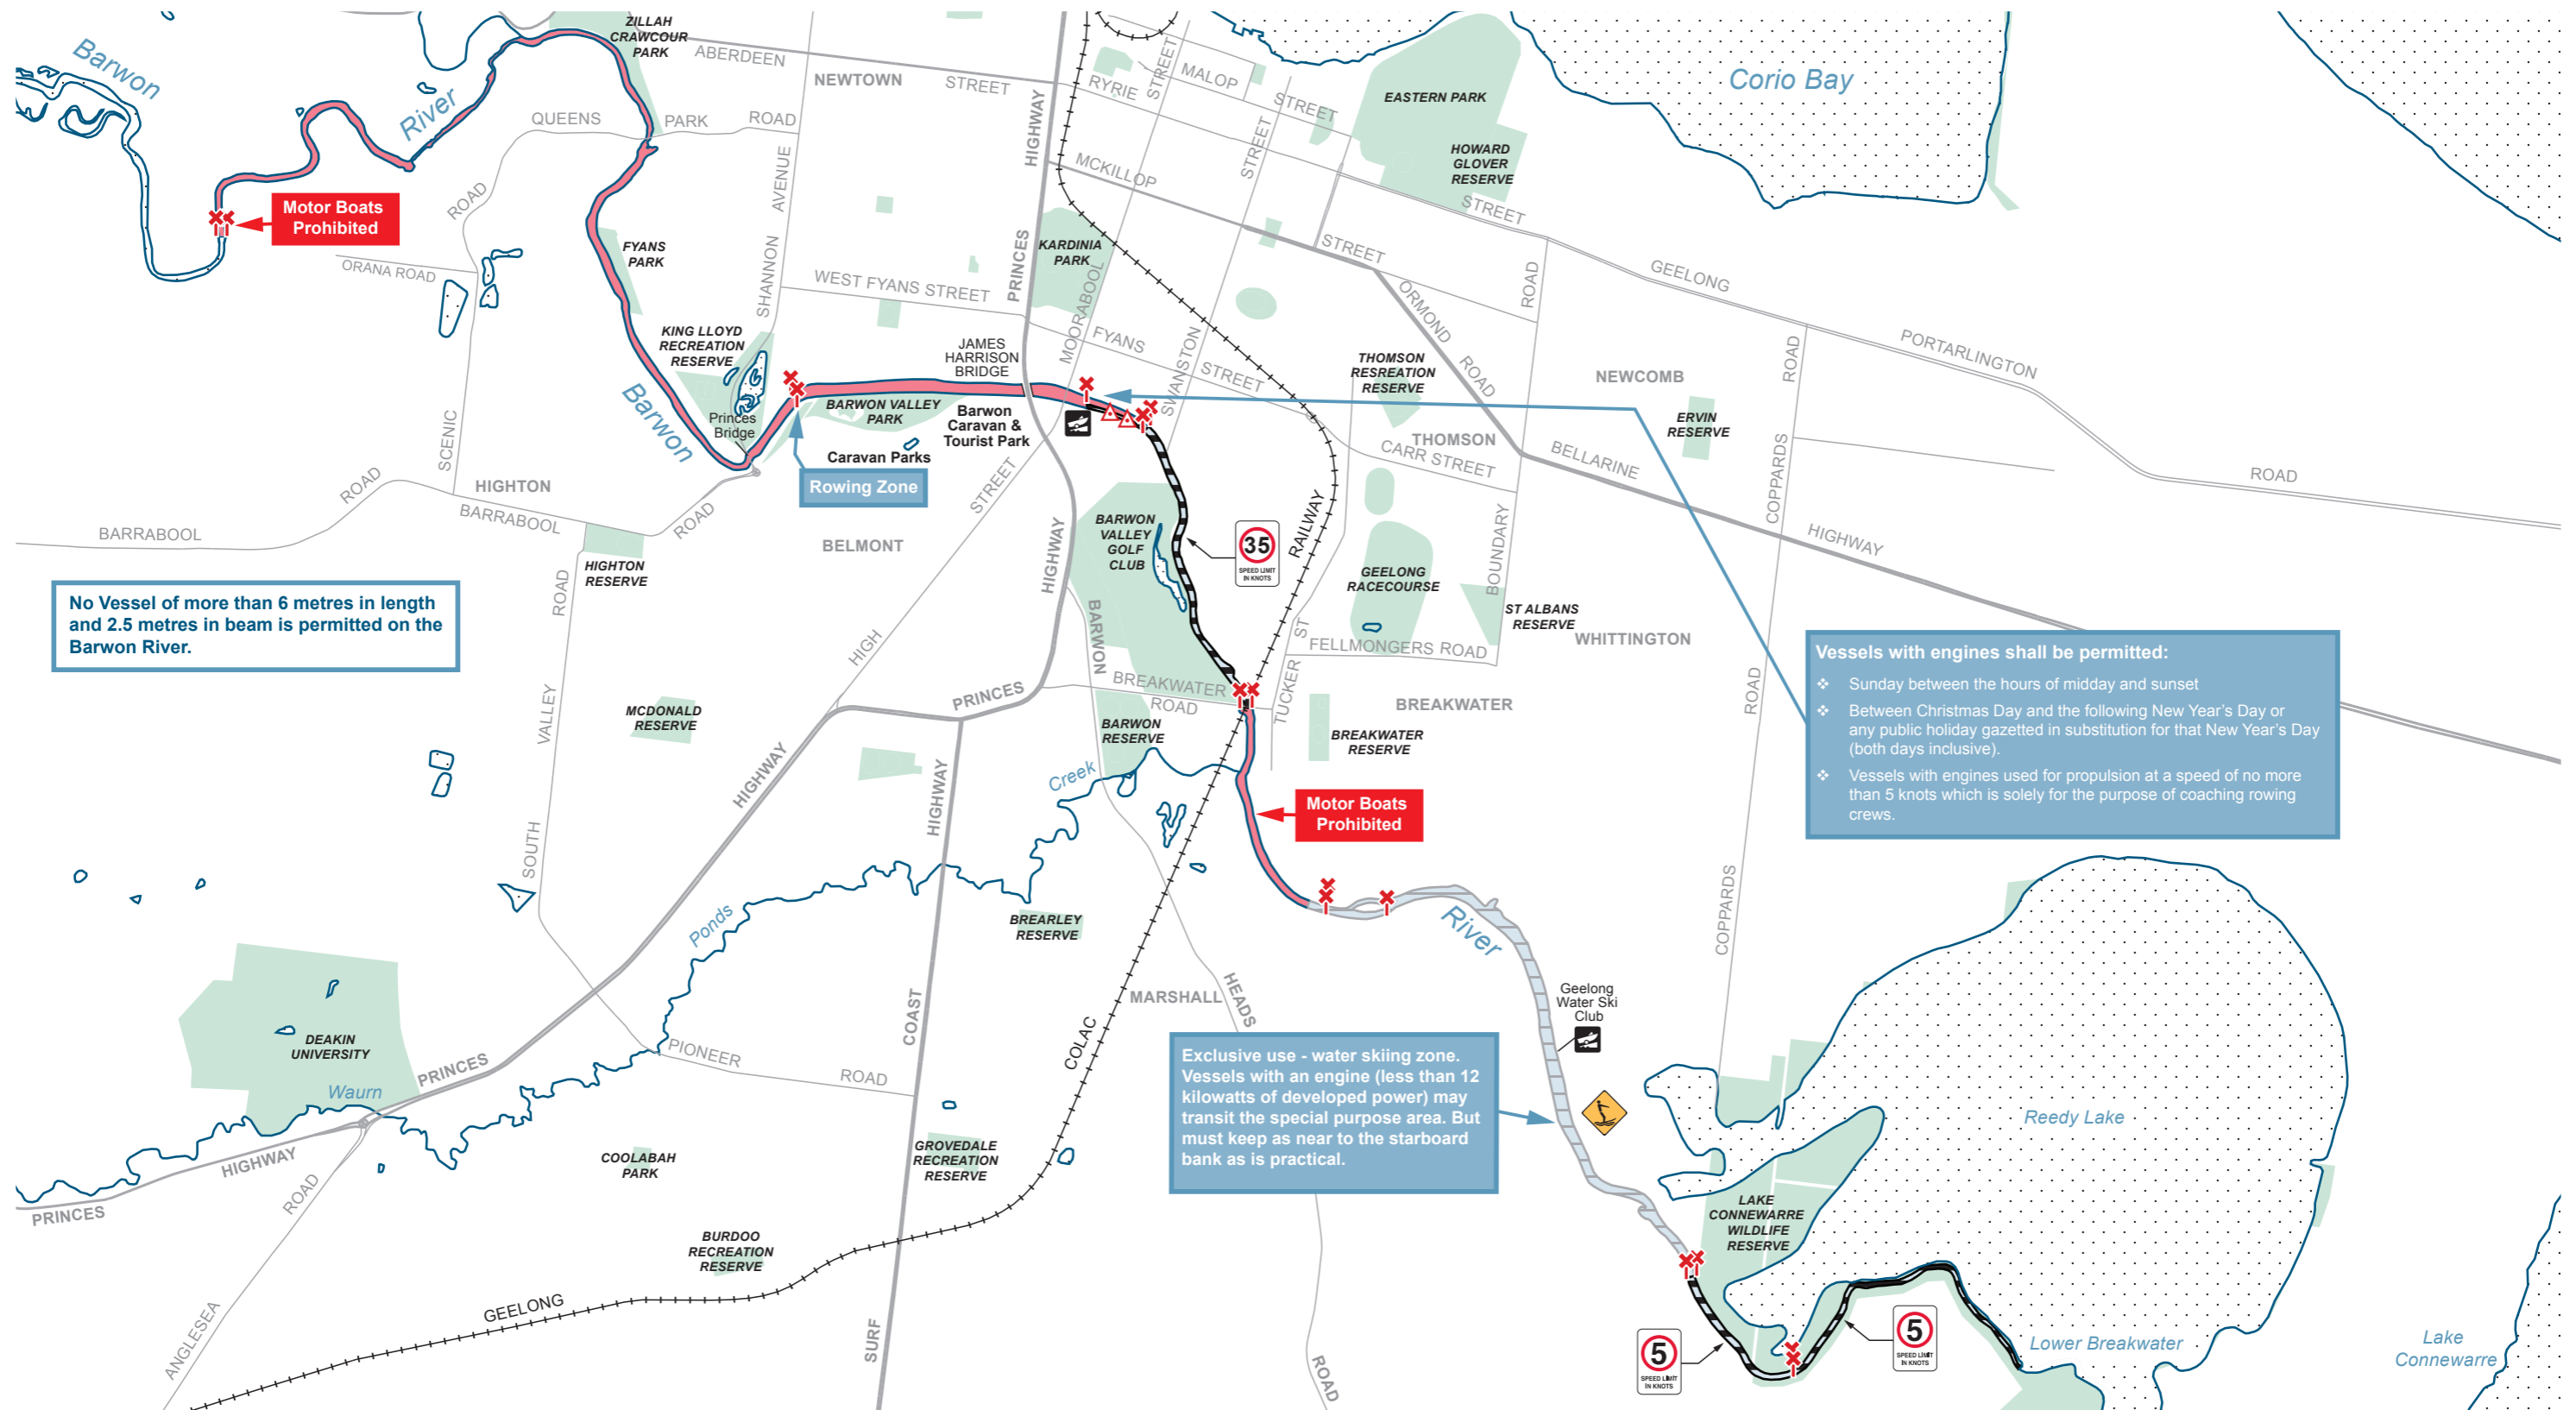 ZILLAH
CRAWCOUR
PARK
ABERDEEN
STREET
NEWTOWN
Barwon
River
QUEENS
PARK
ROAD
ROAD
SCENIC
ORANA ROAD
Motor Boats
Prohibited
SHANNON
AVENUE
FYANS
PARK
WEST FYANS STREET
KING LLOYD
RECREATION
RESERVE
Princes
Bridge
Barwon
BARWON VALLEY
PARK
Caravan Parks
Rowing Zone
JAMES
HARRISON
BRIDGE
Barwon
Caravan &
Tourist Park
HIGHWAY
PRINCES
KARDINIA
PARK
MOORABOOL
STREET
RYRIE
STREET
MALOP
STREET
STREET
SWANSTON
MCKILLOP
STREET
FYANS
STREET
EASTERN PARK
HOWARD
GLOVER
RESERVE
Corio Bay
STREET
GEELONG
PORTARLINGTON
ROAD
ORMOND
ROAD
ROAD
BOUNDARY
THOMSON
RESREATION
RESERVE
NEWCOMB
ERVIN
RESERVE
THOMSON
CARR STREET
BELLARINE
HIGHWAY
ROAD
COPPARDS
ROAD
COPPARDS
BARRABOOL
ROAD
HIGHTON
BARRABOOL
ROAD
HIGHTON
RESERVE
BELMONT
HIGH
STREET
No Vessel of more than 6 metres in length
and 2.5 metres in beam is permitted on the
Barwon River.
BARWON
VALLEY
GOLF
CLUB
35
SPEED LIMIT
IN KNOTS
RAILWAY
GEELONG
RACECOURSE
ST ALBANS
RESERVE
WHITTINGTON
FELLMONGERS ROAD
ST
TUCKER
HIGHWAY
BARWON
BREAKWATER
ROAD
BREAKWATER
BREAKWATER
RESERVE
BARWON
RESERVE
PRINCES
MCDONALD
RESERVE
HIGHWAY
HIGHWAY
ROAD
VALLEY
SOUTH
Creek
Vessels with engines shall be permitted:
❖ Sunday between the hours of midday and sunset
❖ Between Christmas Day and the following New Year's Day or
any public holiday gazetted in substitution for that New Year's Day
(both days inclusive).
❖ Vessels with engines used for propulsion at a speed of no more
than 5 knots which is solely for the purpose of coaching rowing
crews.
Motor Boats
Prohibited
River
Ponds
BREARLEY
RESERVE
MARSHALL
HEADS
ROAD
COLAC
COAST
SURF
DEAKIN
UNIVERSITY
Waurn
PRINCES
HIGHWAY
PRINCES
PIONEER
ROAD
Geelong
Water Ski
Club
Exclusive use - water skiing zone.
Vessels with an engine (less than 12
kilowatts of developed power) may
transit the special purpose area. But
must keep as near to the starboard
bank as is practical.
Reedy Lake
COOLABAH
PARK
GROVEDALE
RECREATION
RESERVE
LAKE
CONNEWARRE
WILDLIFE
RESERVE
BURDOO
RECREATION
RESERVE
ROAD
ANGLESEA
GEELONG
5
SPEED LIMIT
IN KNOTS
5
SPEED LIMIT
IN KNOTS
Lower Breakwater
Lake
Connewarre